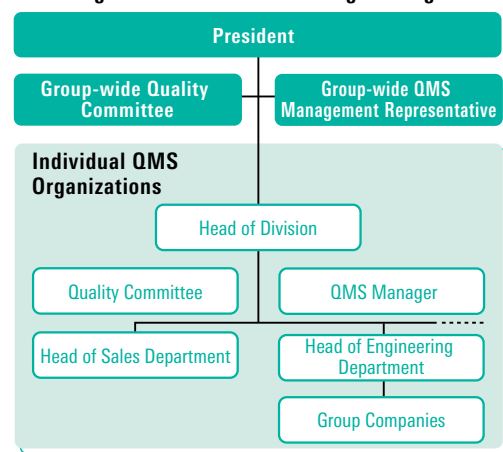 President
Group-wide Quality
Committee
Group-wide QMS
Management Representative
Individual QMS
Organizations
Head of Division
Quality Committee
QMS Manager
Head of Sales Department
Head of Engineering
Department
Group Companies